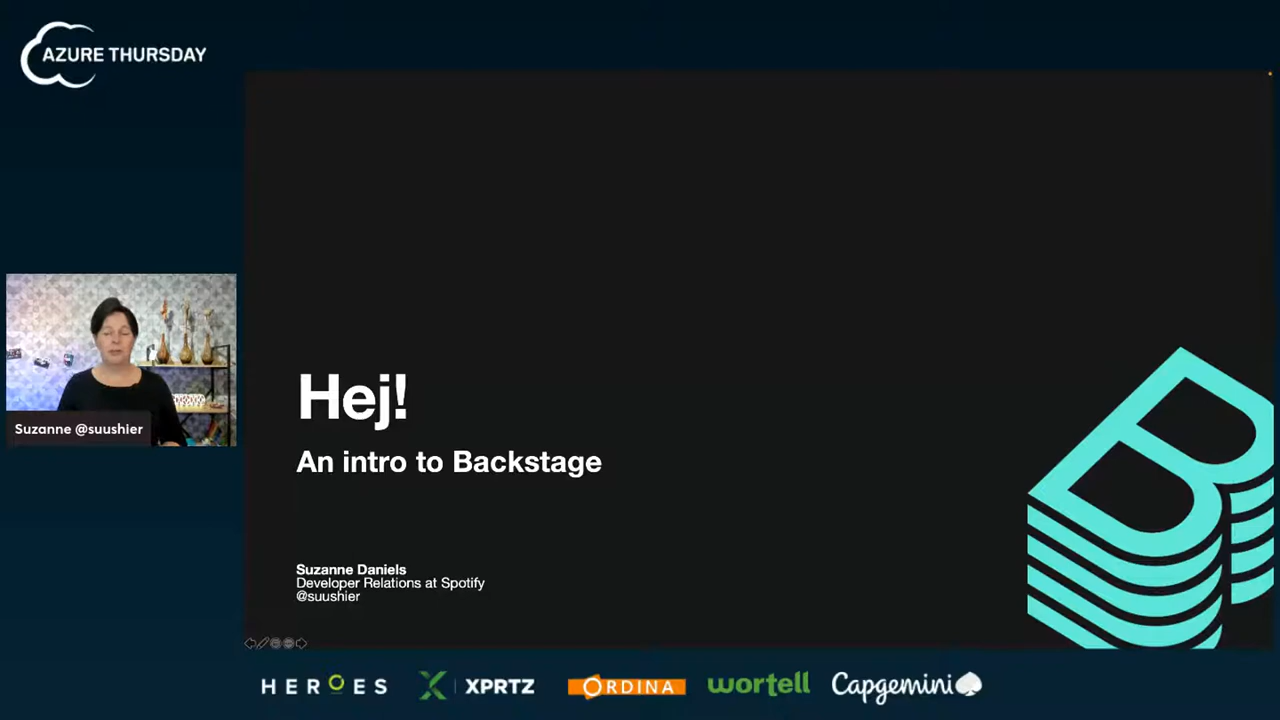 AZURE THURSDAY
Suzanne @suushier
Hej!
An intro to Backstage
Suzanne Daniels
Developer Relations at Spotify
@suushier
HEROES
XPRTZ
ORDINA
wortell
Capgemini